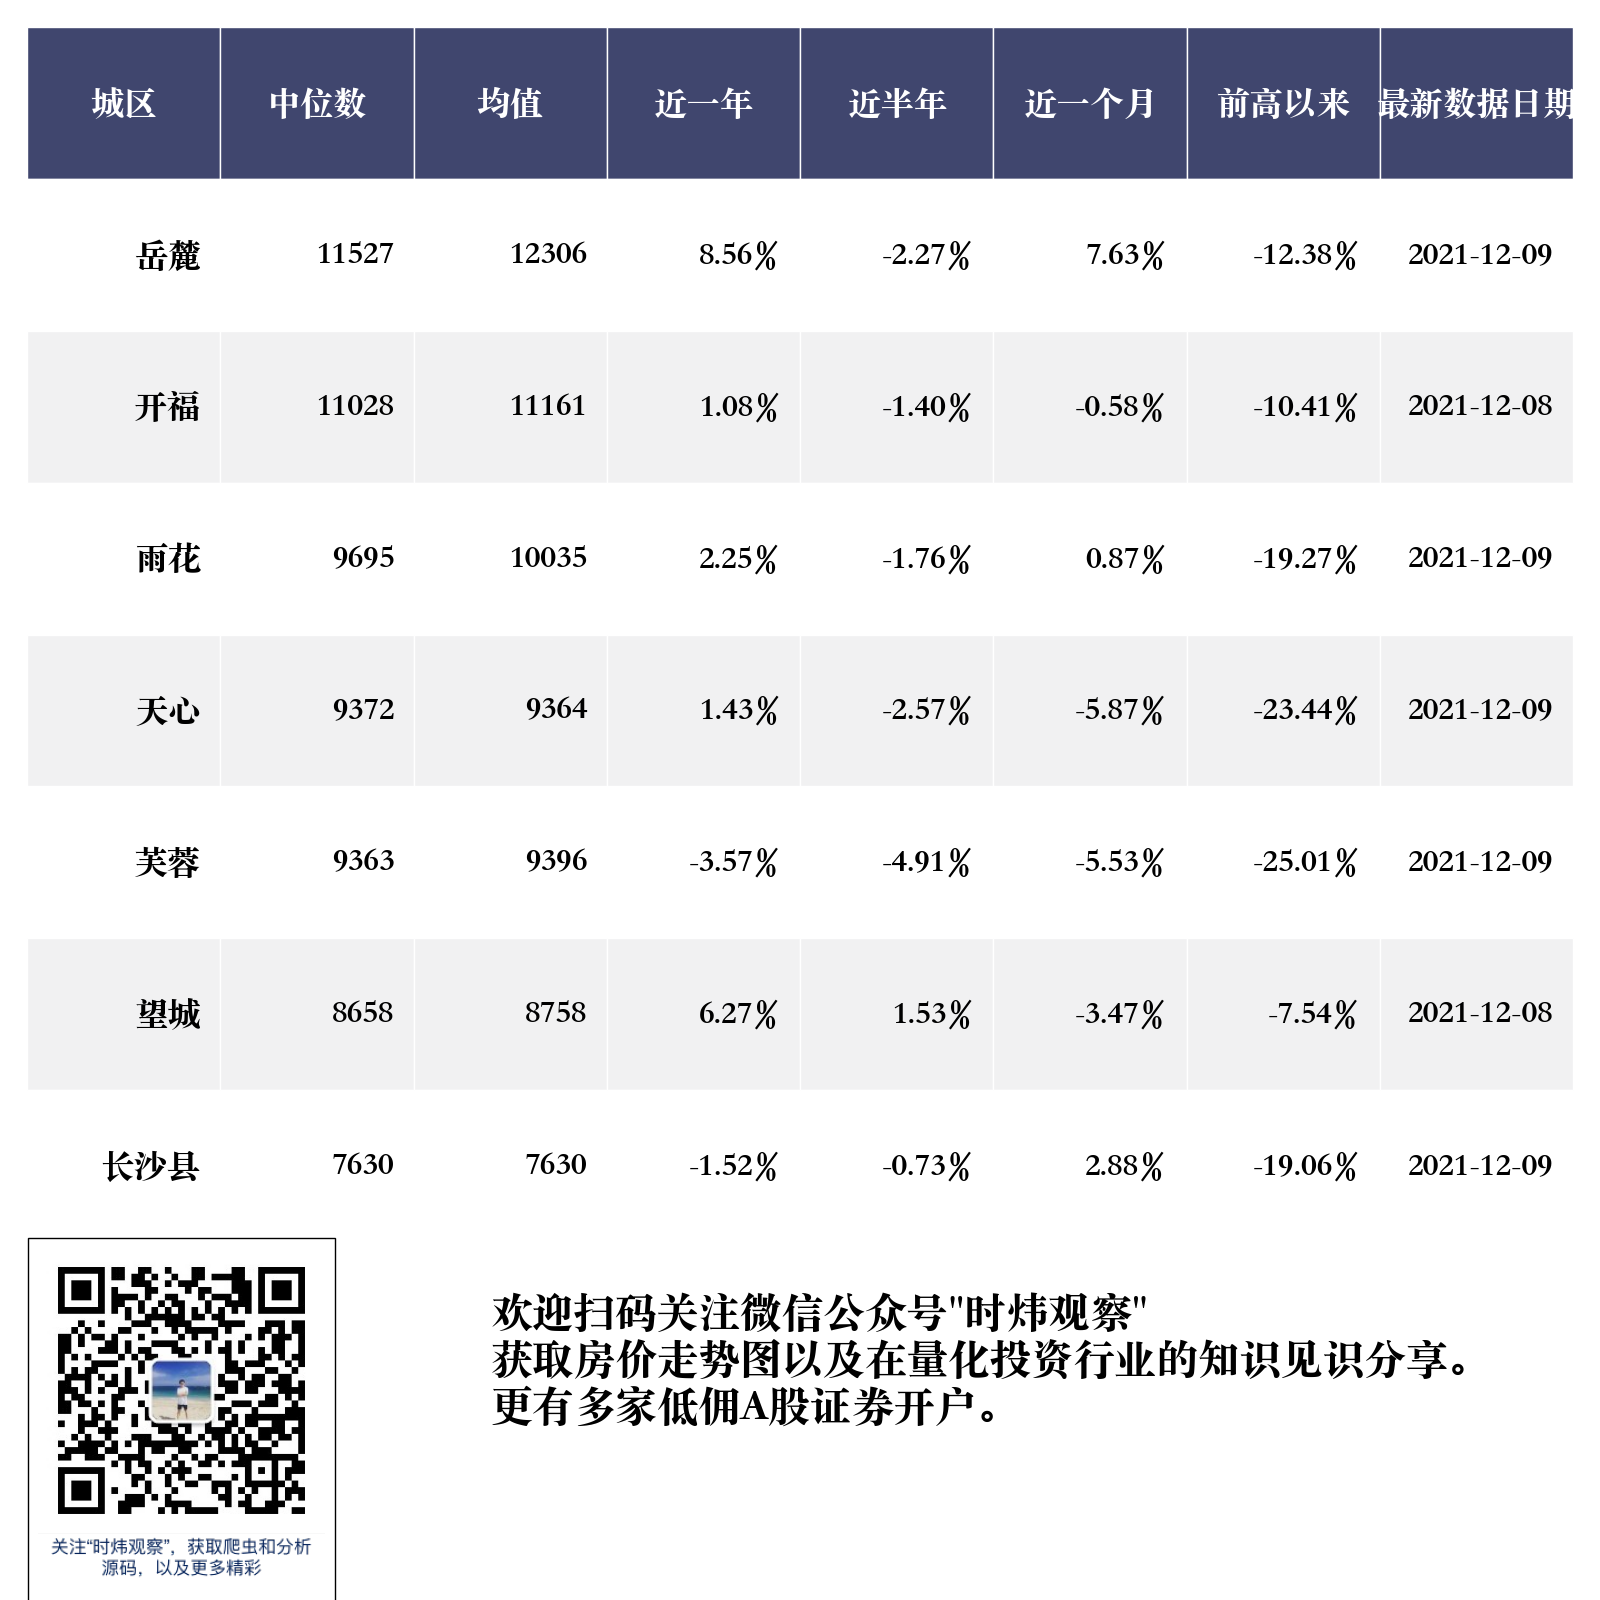 城区 中位数 均值 近一年 近半年 近一个月 前高以来 最新数据日期
岳麓 11527 12306 8.56% -2.27% 7.63% -12.38% 2021-12-09
开福 11028 11161 1.08% -1.40% -0.58% -10.41% 2021-12-08
雨花 9695 10035 2.25% -1.76% 0.87% -19.27% 2021-12-09
天心 9372 9364 1.43% -2.57% -5.87% -23.44% 2021-12-09
芙蓉 9363 9396 -3.57% -4.91% -5.53% -25.01% 2021-12-09
望城 8658 8758 6.27% 1.53% -3.47% -7.54% 2021-12-08
长沙县 7630 7630 -1.52% -0.73% 2.88% -19.06% 2021-12-09
欢迎扫码关注微信公众号"时炜观察"
获取房价走势图以及在量化投资行业的知识见识分享。
更有多家低佣A股证券开户。
关注“时炜观察”，获取爬虫和分析
源码，以及更多精彩